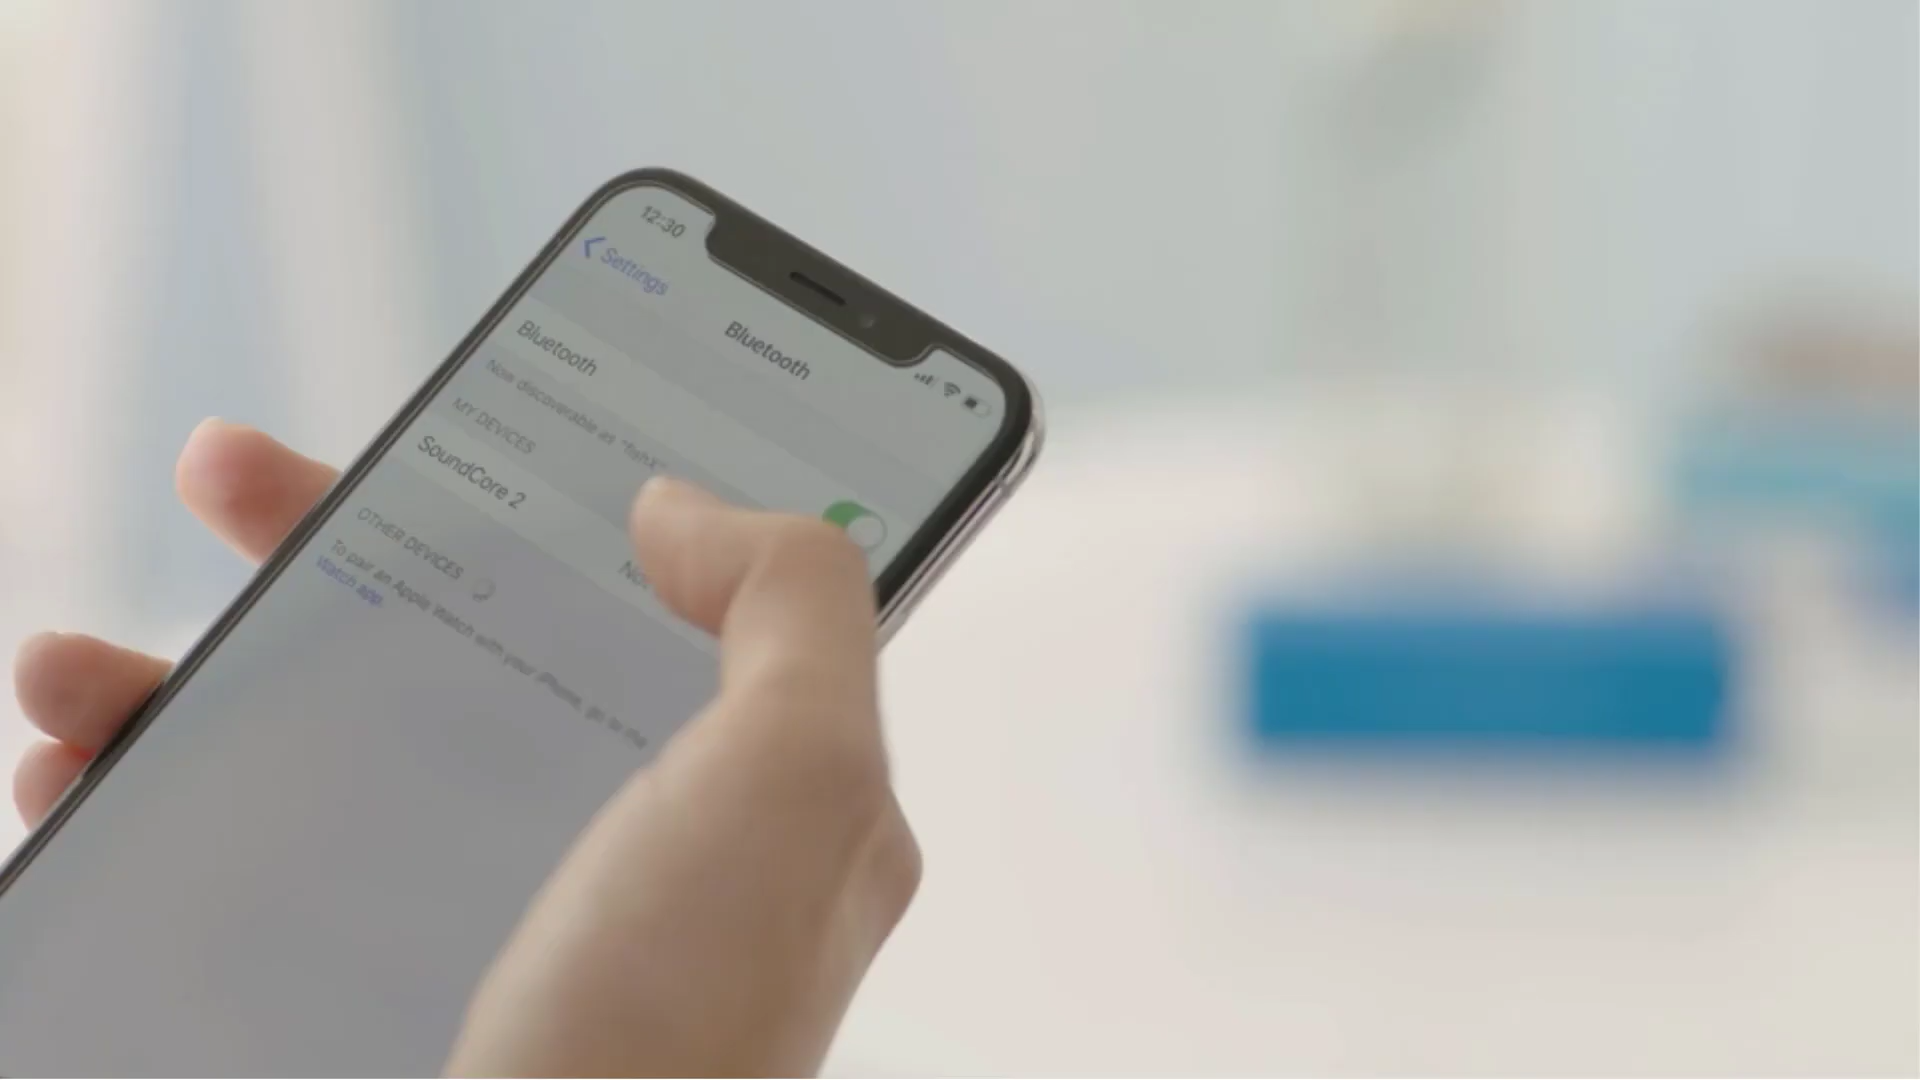 12:30
Settings
Bluetooth
Bluetooth
Now discoverable as "fishX"
MY DEVICES
SoundCore 2
OTHER DEVICES
To pair an Apple Watch with your iPhone, go to the
Watch app.